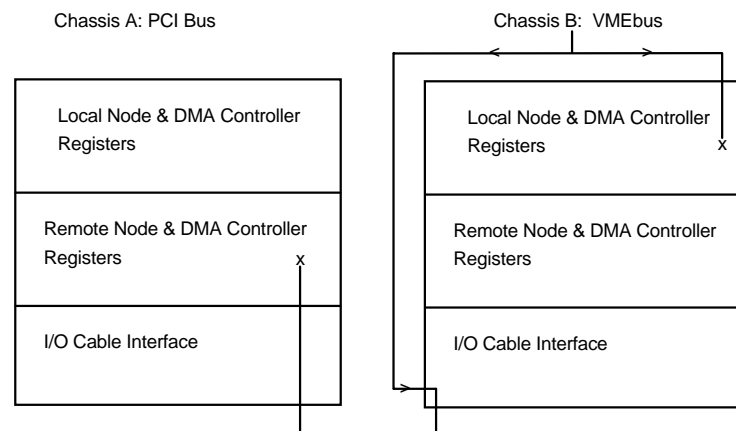 Chassis A: PCI Bus
Chassis B: VMEbus
Local Node & DMA Controller
Registers
Remote Node & DMA Controller
Registers
x
I/O Cable Interface
Local Node & DMA Controller
Registers
x
Remote Node & DMA Controller
Registers
I/O Cable Interface